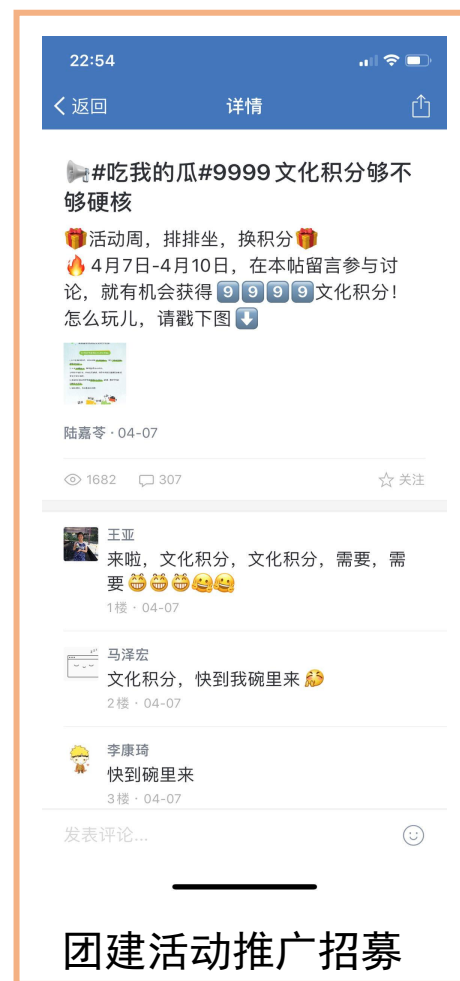 22:54
返回
详情
#吃我的瓜#9999 文化积分够不
够硬核
活动周，排排坐，换积分
4月7日-4月10日，在本帖留言参与讨
论，就有机会获得 9 9 9 9 文化积分！
怎么玩儿，请戳下图
陆嘉苓 · 04-07
1682
307
关注
王亚
来啦，文化积分，文化积分，需要，需
要
1楼 · 04-07
马泽宏
文化积分，快到我碗里来
2楼 · 04-07
李康琦
快到碗里来
3楼 · 04-07
发表评论...
团建活动推广招募